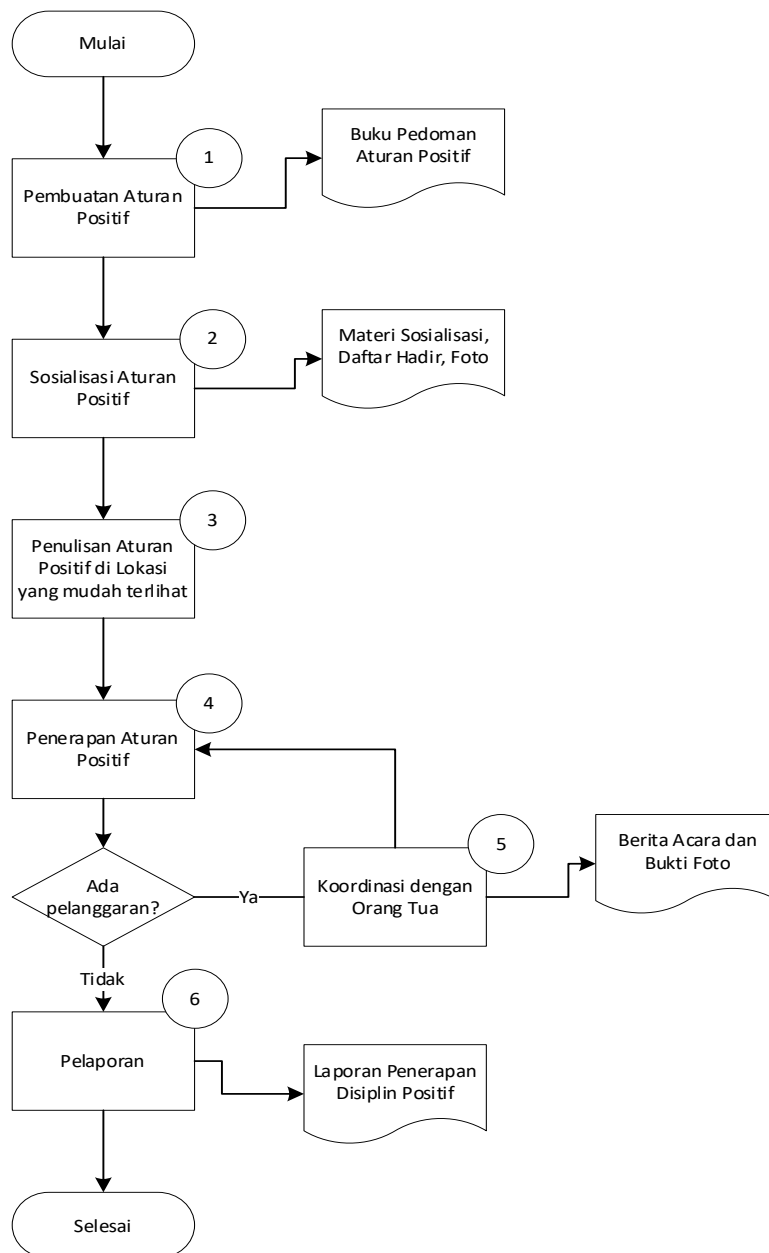 Mulai
1
Pembuatan Aturan
Positif
Buku Pedoman
Aturan Positif
2
Sosialisasi Aturan
Positif
Materi Sosialisasi,
Daftar Hadir, Foto
3
Penulisan Aturan
Positif di Lokasi
yang mudah terlihat
4
Penerapan Aturan
Positif
Ada
pelanggaran?
Ya
5
Koordinasi dengan
Orang Tua
Berita Acara dan
Bukti Foto
Tidak
6
Pelaporan
Laporan Penerapan
Disiplin Positif
Selesai